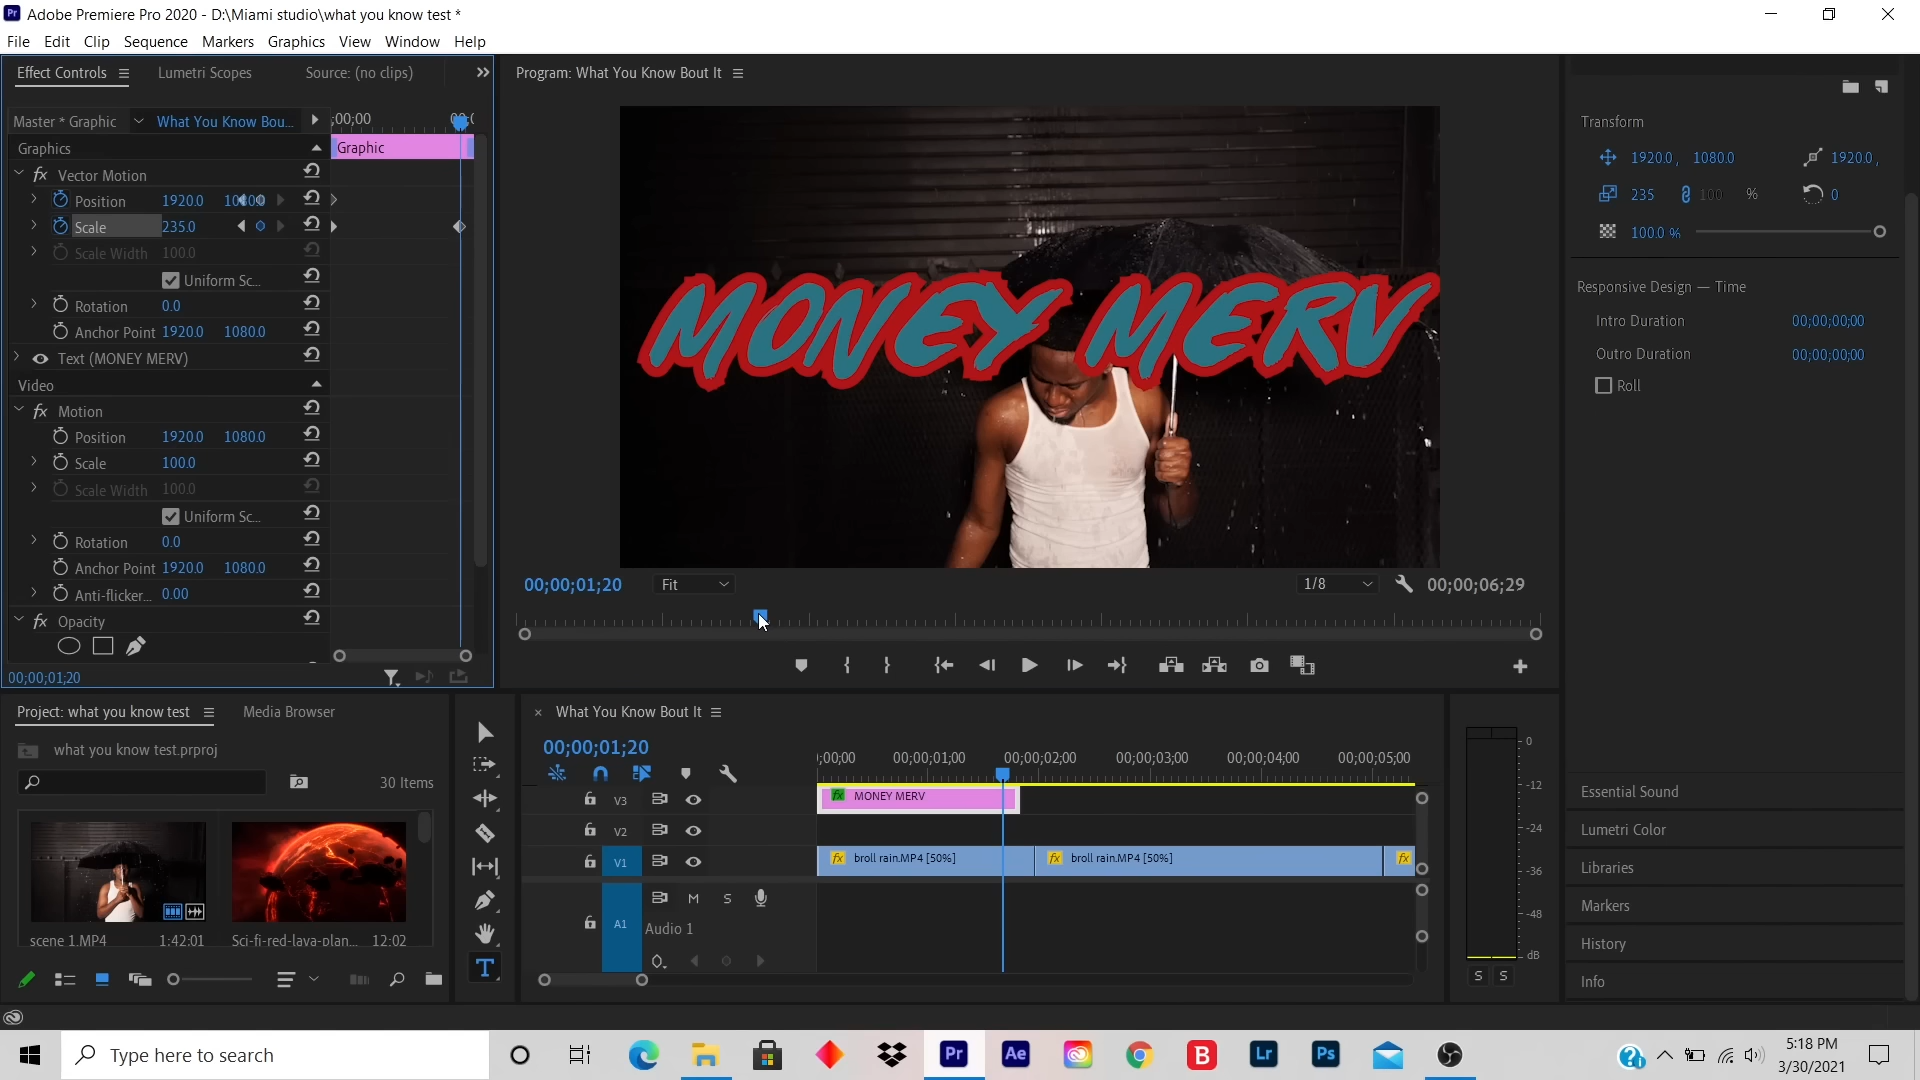 Adobe Premiere Pro 2020 - D:\Miami studio\what you know test *
File Edit Clip Sequence Markers Graphics View Window Help
Effect Controls
Lumetri Scopes
Source: (no clips)
Program: What You Know Bout It
Master * Graphic
What You Know Bou...
;00;00
Graphics
Graphic
fx Vector Motion
Position 1920.0
Scale 235.0
Scale Width 100.0
Uniform Sc...
Rotation 0.0
Anchor Point 1920.0 1080.0
Text (MONEY MERV)
Video
fx Motion
Position 1920.0 1080.0
Scale 100.0
Scale Width 100.0
Uniform Sc...
Rotation 0.0
Anchor Point 1920.0 1080.0
Anti-flicker... 0.00
fx Opacity
00;00;01;20
MONEY MERV
00;00;01;20
Fit
1/8
00;00;06;29
Transform
1920.0 , 1080.0
1920.0 ,
235 100 % 0
100.0 %
Responsive Design — Time
Intro Duration 00;00;00;00
Outro Duration 00;00;00;00
Roll
Essential Sound
Lumetri Color
Libraries
Markers
History
Info
Project: what you know test
Media Browser
what you know test.prproj
30 Items
scene 1.MP4 1:42:01
Sci-fi-red-lava-plan... 12:02
T
× What You Know Bout It
00;00;01;20
;00;00 00;00;01;00 00;00;02;00 00;00;03;00 00;00;04;00 00;00;05;00
V3
fx MONEY MERV
V2
V1
fx broll rain.MP4 [50%]
fx broll rain.MP4 [50%]
fx
A1
M S
Audio 1
0
-12
-24
-36
-48
dB
S S
Type here to search
Pr
Ae
B
Lr
Ps
5:18 PM
3/30/2021